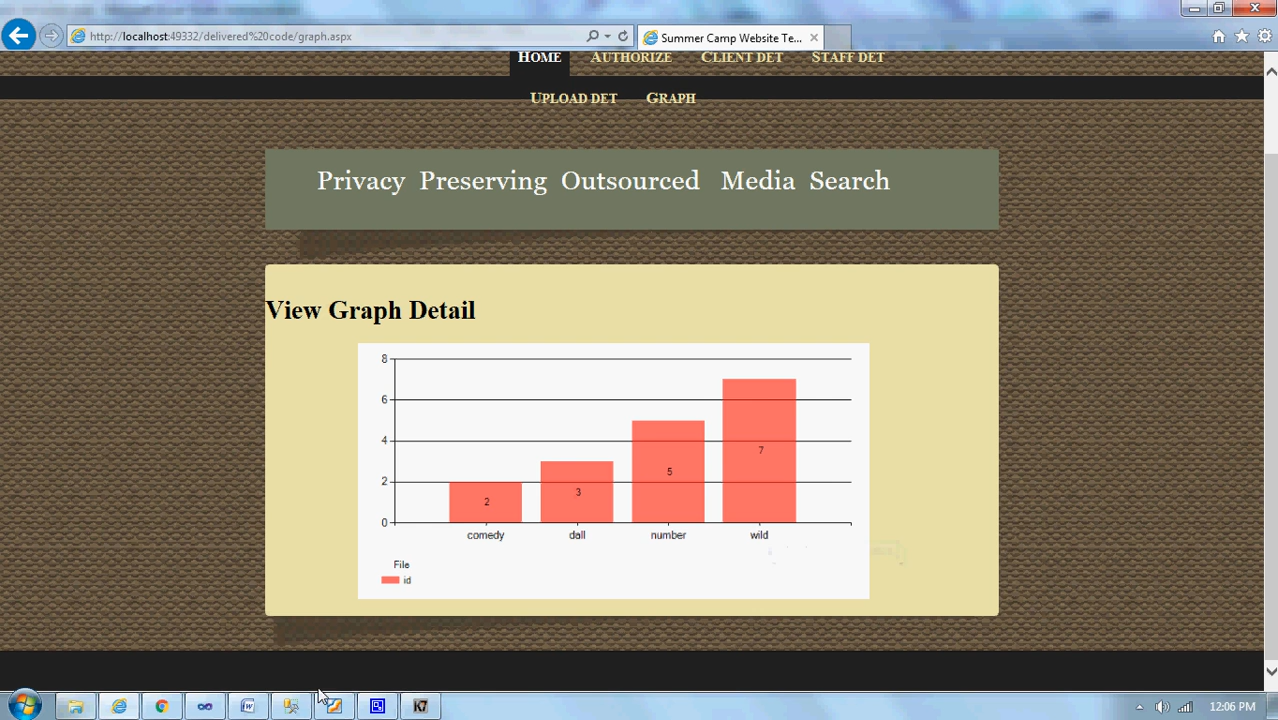 http://localhost:49332/delivered%20code/graph.aspx
Summer Camp Website Te...
HOME AUTHORIZE CLIENT DET STAFF DET
UPLOAD DET GRAPH
Privacy Preserving Outsourced Media Search
View Graph Detail
8
6
4
2
0
2
3
5
7
comedy dall number wild
File
id
K7
12:06 PM